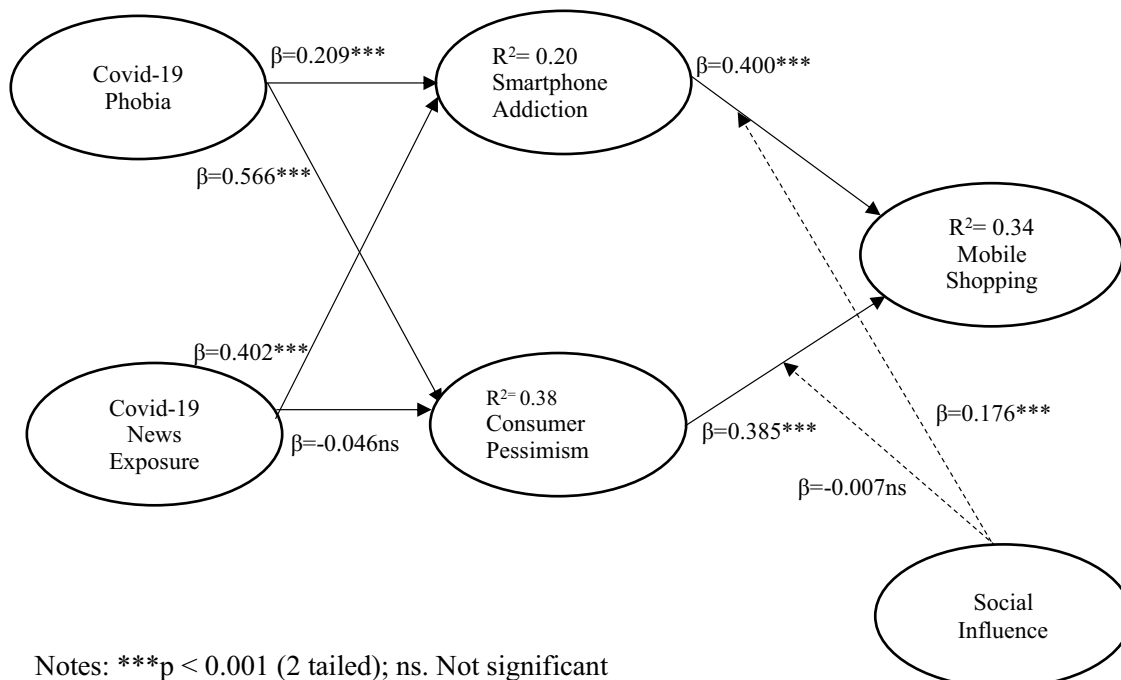 Covid-19
Phobia
β=0.209***
R²= 0.20
Smartphone
Addiction
β=0.400***
β=0.566***
R²= 0.34
Mobile
Shopping
β=0.402***
Covid-19
News
Exposure
β=-0.046ns
R²= 0.38
Consumer
Pessimism
β=0.385***
β=0.176***
β=-0.007ns
Social
Influence
Notes: ***p < 0.001 (2 tailed); ns. Not significant